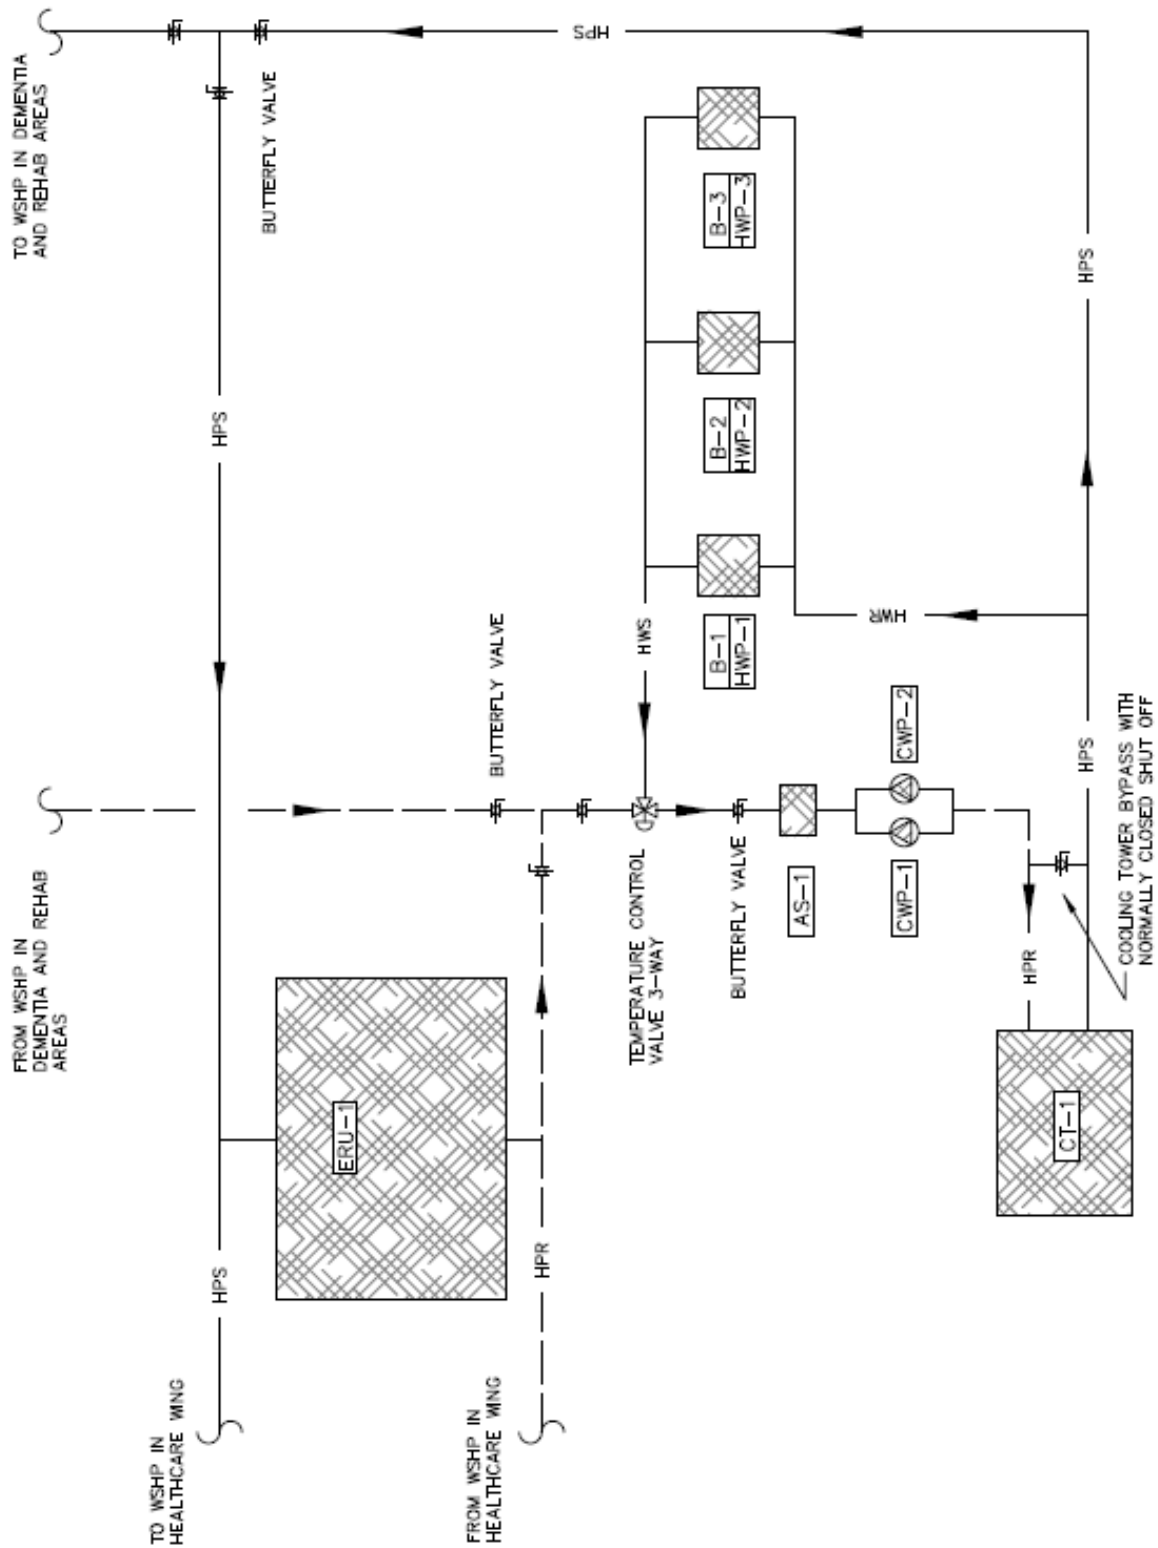 TO WSHP IN
HEALTHCARE WING
FROM WSHP IN
DEMENTIA AND REHAB
AREAS
TO WSHP IN DEMENTIA
AND REHAB AREAS
HPS
HPS
BUTTERFLY VALVE
HPS
ERU-1
FROM WSHP IN
HEALTHCARE WING
HPR
BUTTERFLY VALVE
TEMPERATURE CONTROL
VALVE 3-WAY
HWS
B-1
HWP-1
B-2
HWP-2
B-3
HWP-3
BUTTERFLY VALVE
AS-1
HWR
CWP-1
CWP-2
HPR
CT-1
HPS
HPS
COOLING TOWER BYPASS WITH
NORMALLY CLOSED SHUT OFF